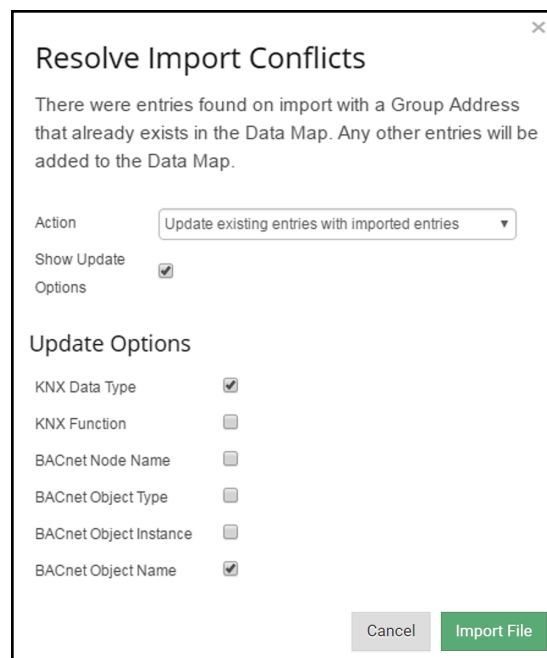 ×
Resolve Import Conflicts
There were entries found on import with a Group Address
that already exists in the Data Map. Any other entries will be
added to the Data Map.
Action
Update existing entries with imported entries
Show Update
Options
Update Options
KNX Data Type
KNX Function
BACnet Node Name
BACnet Object Type
BACnet Object Instance
BACnet Object Name
Cancel
Import File